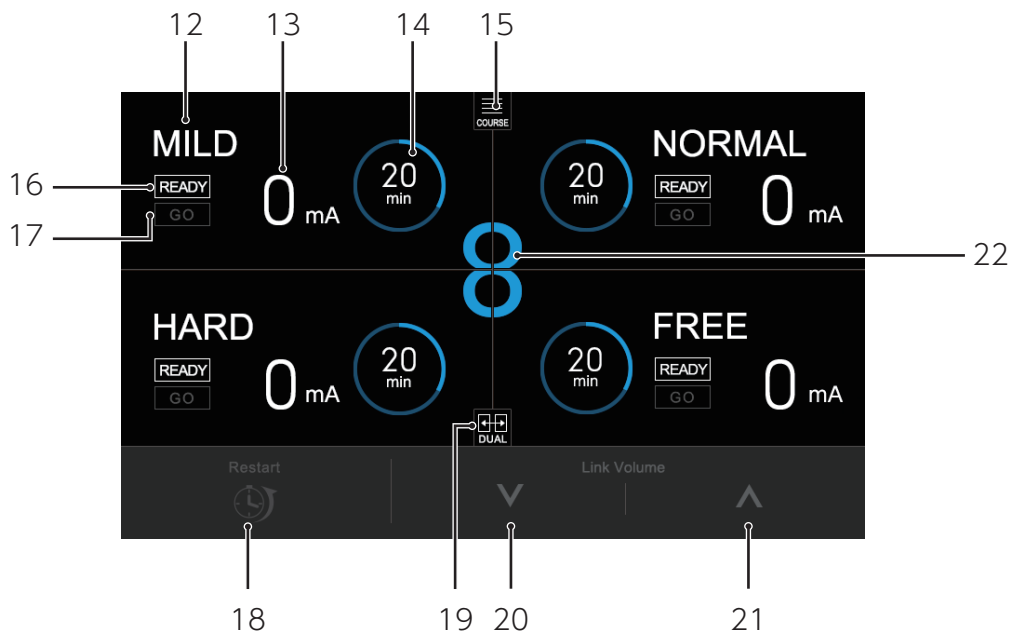 12 13 14 15
COURSE
MILD
16 READY
17 GO
0 mA
20
min
NORMAL
READY
GO
20
min
0 mA
8 22
HARD
READY
GO
0 mA
20
min
FREE
READY
GO
20
min
0 mA
DUAL
Restart
Link Volume
18 19 20 21